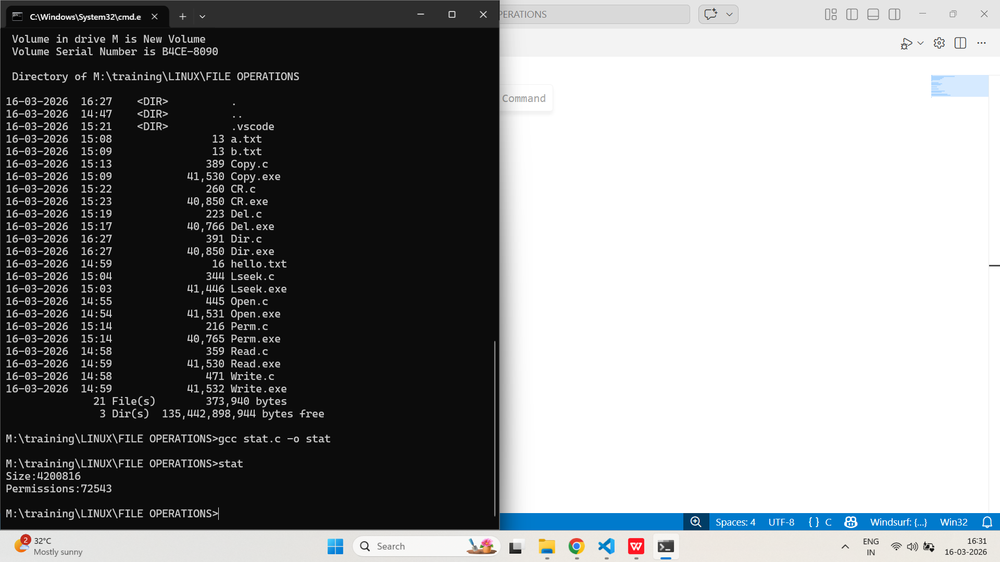 C:\Windows\System32\cmd.e
PERATIONS
Volume in drive M is New Volume
Volume Serial Number is B4CE-8090
Directory of M:\training\LINUX\FILE OPERATIONS
Command
16-03-2026  16:27    <DIR>          .
16-03-2026  14:47    <DIR>          ..
16-03-2026  15:21    <DIR>          .vscode
16-03-2026  15:08                13 a.txt
16-03-2026  15:09                13 b.txt
16-03-2026  15:13               389 Copy.c
16-03-2026  15:09            41,530 Copy.exe
16-03-2026  15:22               260 CR.c
16-03-2026  15:23            40,850 CR.exe
16-03-2026  15:19               223 Del.c
16-03-2026  15:17            40,766 Del.exe
16-03-2026  16:27               391 Dir.c
16-03-2026  16:27            40,850 Dir.exe
16-03-2026  14:59                16 hello.txt
16-03-2026  15:04               344 Lseek.c
16-03-2026  15:03            41,446 Lseek.exe
16-03-2026  14:55               445 Open.c
16-03-2026  14:54            41,531 Open.exe
16-03-2026  15:14               216 Perm.c
16-03-2026  15:14            40,765 Perm.exe
16-03-2026  14:58               359 Read.c
16-03-2026  14:59            41,530 Read.exe
16-03-2026  14:58               471 Write.c
16-03-2026  14:59            41,532 Write.exe
21 File(s)        373,940 bytes
3 Dir(s)  135,442,898,944 bytes free
M:\training\LINUX\FILE OPERATIONS>gcc stat.c -o stat
M:\training\LINUX\FILE OPERATIONS>stat
Size:4200816
Permissions:72543
M:\training\LINUX\FILE OPERATIONS>
Spaces: 4 UTF-8 {} C Windsurf: {...} Win32
2
32°C
Mostly sunny
Search
ENG
IN
16:31
16-03-2026